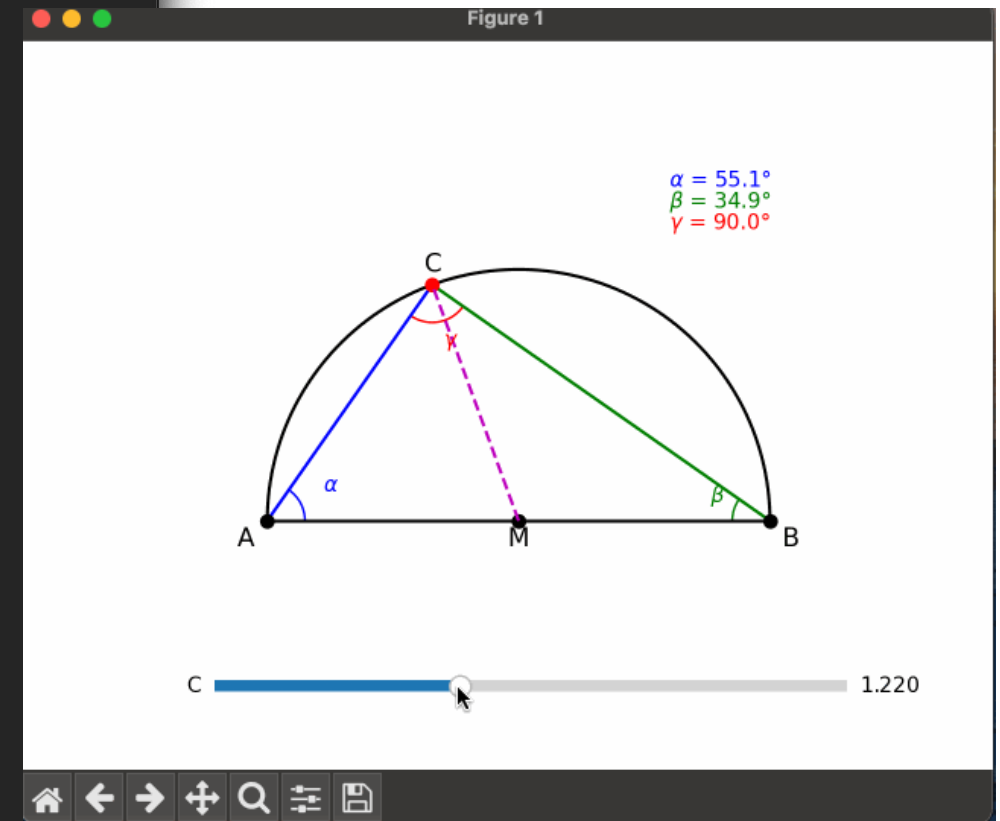 Figure 1
α = 55.1°
β = 34.9°
γ = 90.0°
C
γ
α
β
A
M
B
C
1.220